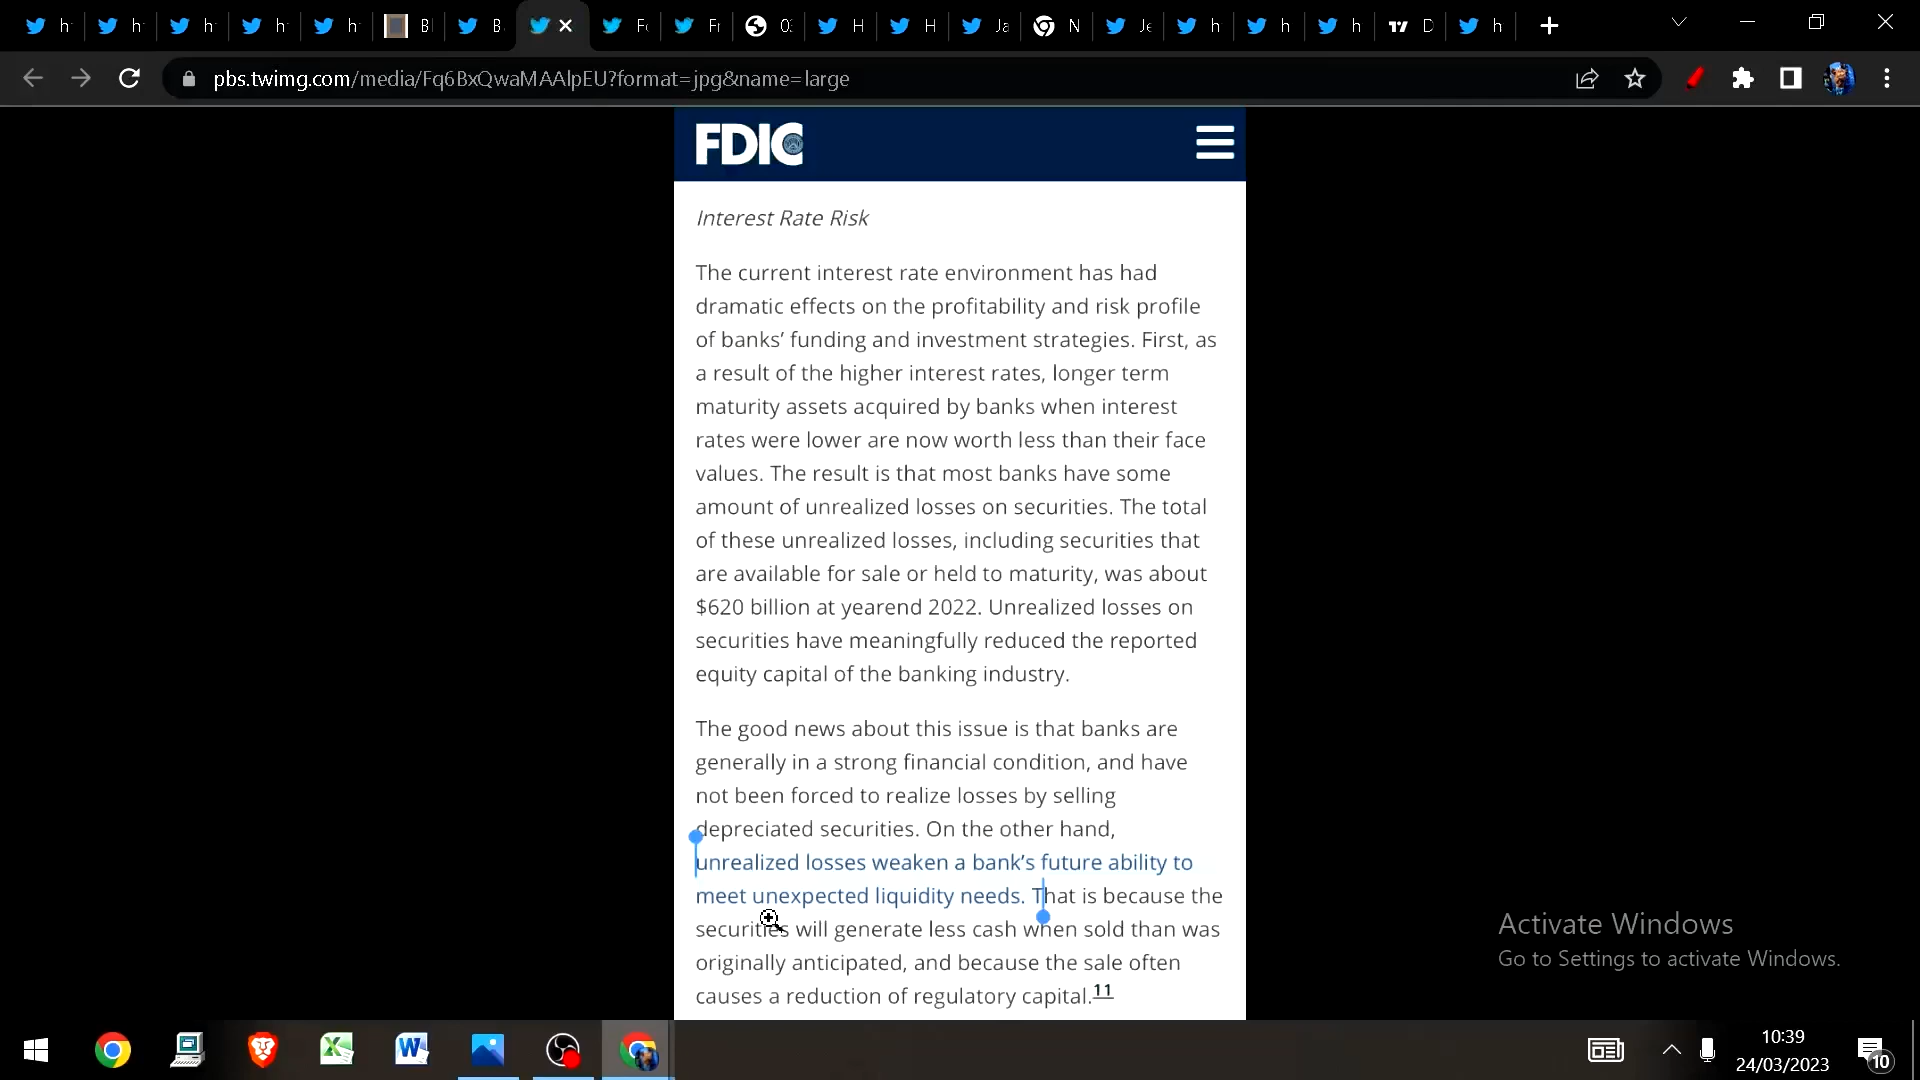 h
h
h
h
h
B
B
Fo
Fr
03
H
H
Ja
N
Je
h
h
h
D
h
pbs.twimg.com/media/Fq6BxQwaMAAlpEU?format=jpg&name=large
FDIC
Interest Rate Risk
The current interest rate environment has had
dramatic effects on the profitability and risk profile
of banks’ funding and investment strategies. First, as
a result of the higher interest rates, longer term
maturity assets acquired by banks when interest
rates were lower are now worth less than their face
values. The result is that most banks have some
amount of unrealized losses on securities. The total
of these unrealized losses, including securities that
are available for sale or held to maturity, was about
$620 billion at yearend 2022. Unrealized losses on
securities have meaningfully reduced the reported
equity capital of the banking industry.
The good news about this issue is that banks are
generally in a strong financial condition, and have
not been forced to realize losses by selling
depreciated securities. On the other hand,
unrealized losses weaken a bank’s future ability to
meet unexpected liquidity needs. That is because the
securities will generate less cash when sold than was
originally anticipated, and because the sale often
causes a reduction of regulatory capital.11
Activate Windows
Go to Settings to activate Windows.
10:39
24/03/2023
10